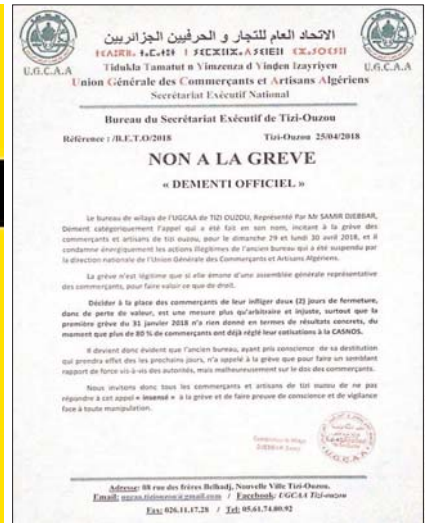 الاتحاد العام للتجار و الحرفيين الجزائريين
Tidukla Tamatut n Yimzenza d Yinḍen Izayriyen
U.G.C.A.A
U.G.C.A.A
Union Générale des Commerçants et Artisans Algériens
Secrétariat Exécutif National
Bureau du Secrétariat Exécutif de Tizi-Ouzou
Référence : /B.E.T.O/2018 Tizi-Ouzou 25/04/2018
NON A LA GREVE
« DEMENTI OFFICIEL »
Le bureau de wilaya de l'UGCAA de TIZI OUZOU, Représenté Par Mr SAMIR DJEBBAR,
Dément catégoriquement l'appel qui a été fait en son nom, incitant à la grève des
commerçants et artisans de tizi ouzou, pour le dimanche 29 et lundi 30 avril 2018, et il
condamne énergiquement les actions illégitimes de l'ancien bureau qui a été suspendu par
la direction nationale de l'Union Générale des Commerçants et Artisans Algériens.
La grève n'est légitime que si elle émane d'une assemblée générale représentative
des commerçants, pour faire valoir ce que de droit.
Décider à la place des commerçants de leur infliger deux (2) jours de fermeture,
donc de perte de valeur, est une mesure plus qu'arbitraire et injuste, surtout que la
première grève du 31 janvier 2018 n'a rien donné en termes de résultats concrets, du
moment que plus de 80 % de commerçants ont déjà réglé leur cotisations à la CASNOS.
Il devient donc évident que l'ancien bureau, ayant pris conscience de sa destitution
qui prendra effet des les prochains jours, n'a appelé à la grève que pour faire un semblant
rapport de force vis-à-vis des autorités, mais malheureusement sur le dos des commerçants.
Nous invitons donc tous les commerçants et artisans de tizi ouzou de ne pas
répondre à cet appel « insensé » à la grève et de faire preuve de conscience et de vigilance
face à toute manipulation.
DJEBBAR Samir
U.G.C.A.A
Adresse: 88 rue des frères Belhadj, Nouvelle Ville Tizi-Ouzou.
Email: ugcaa.tiziouzou@gmail.com / Facebook: UGCAA Tizi-ouzou
Fax: 026.11.17.28 / Tél: 05.61.74.80.92